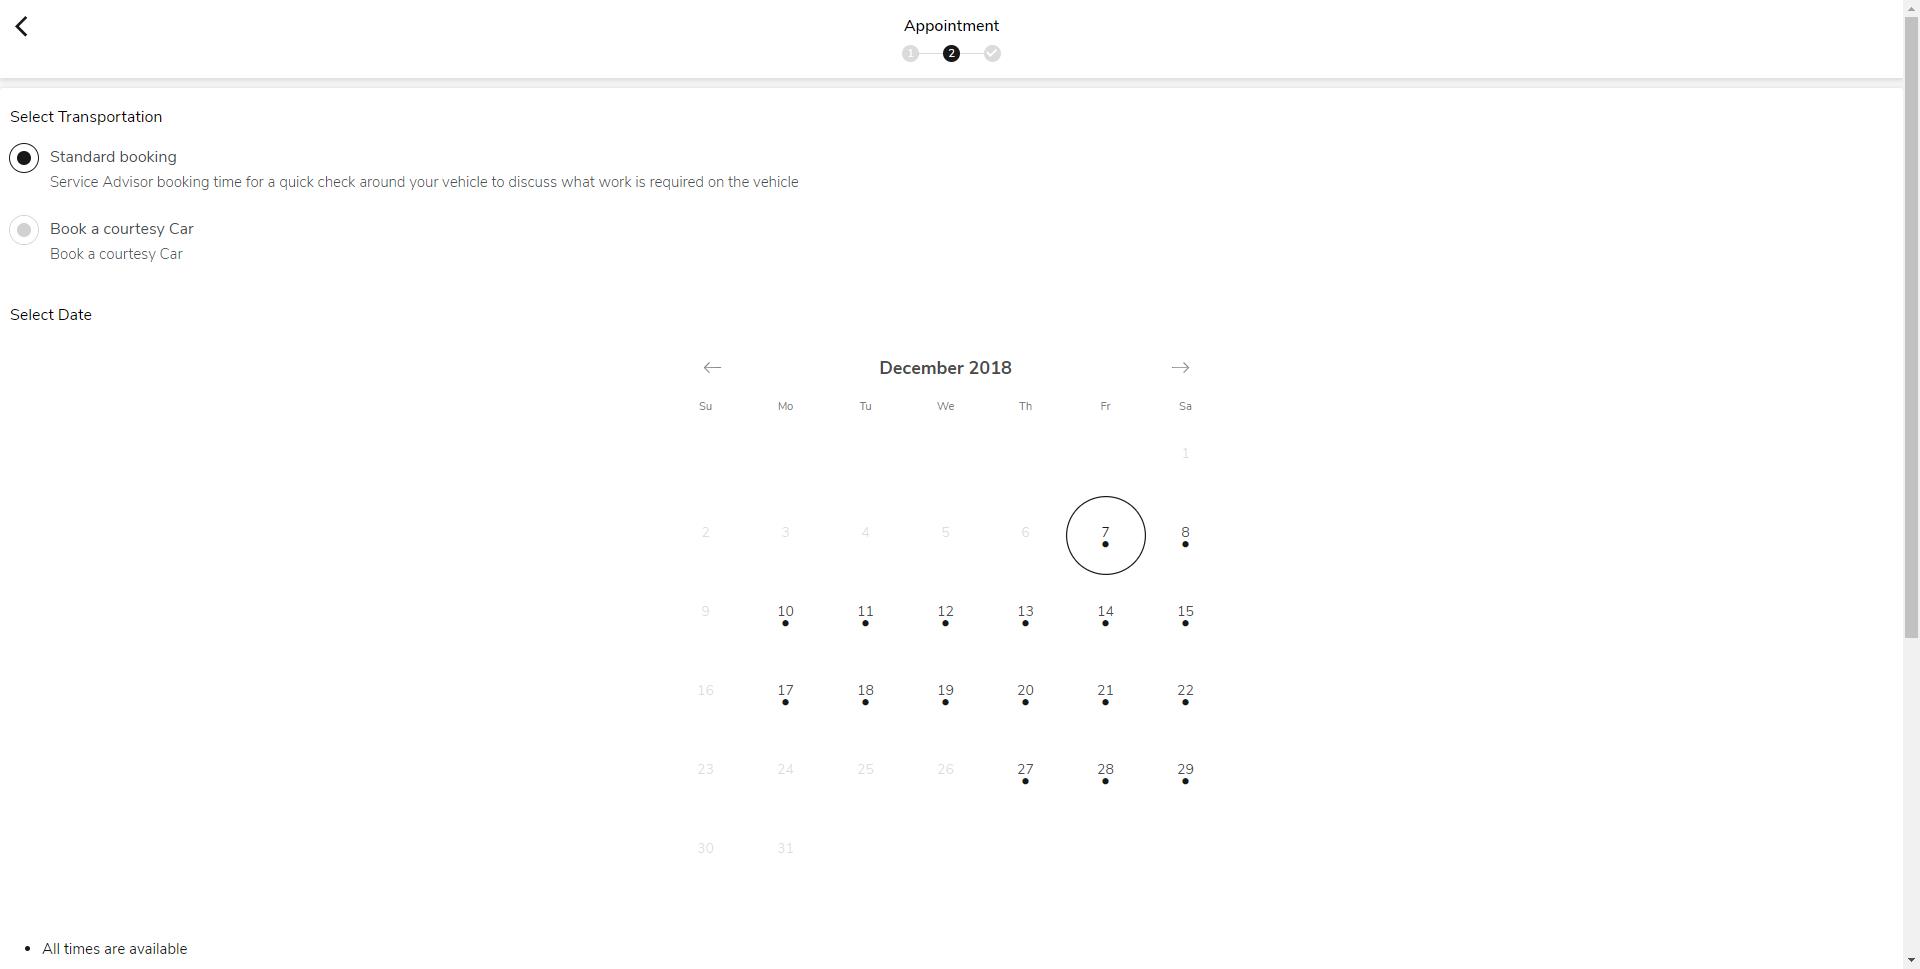 Appointment
1 2
Select Transportation
Standard booking
Service Advisor booking time for a quick check around your vehicle to discuss what work is required on the vehicle
Book a courtesy Car
Book a courtesy Car
Select Date
December 2018
Su Mo Tu We Th Fr Sa
1
2 3 4 5 6 7 8
9 10 11 12 13 14 15
16 17 18 19 20 21 22
23 24 25 26 27 28 29
30 31
• All times are available